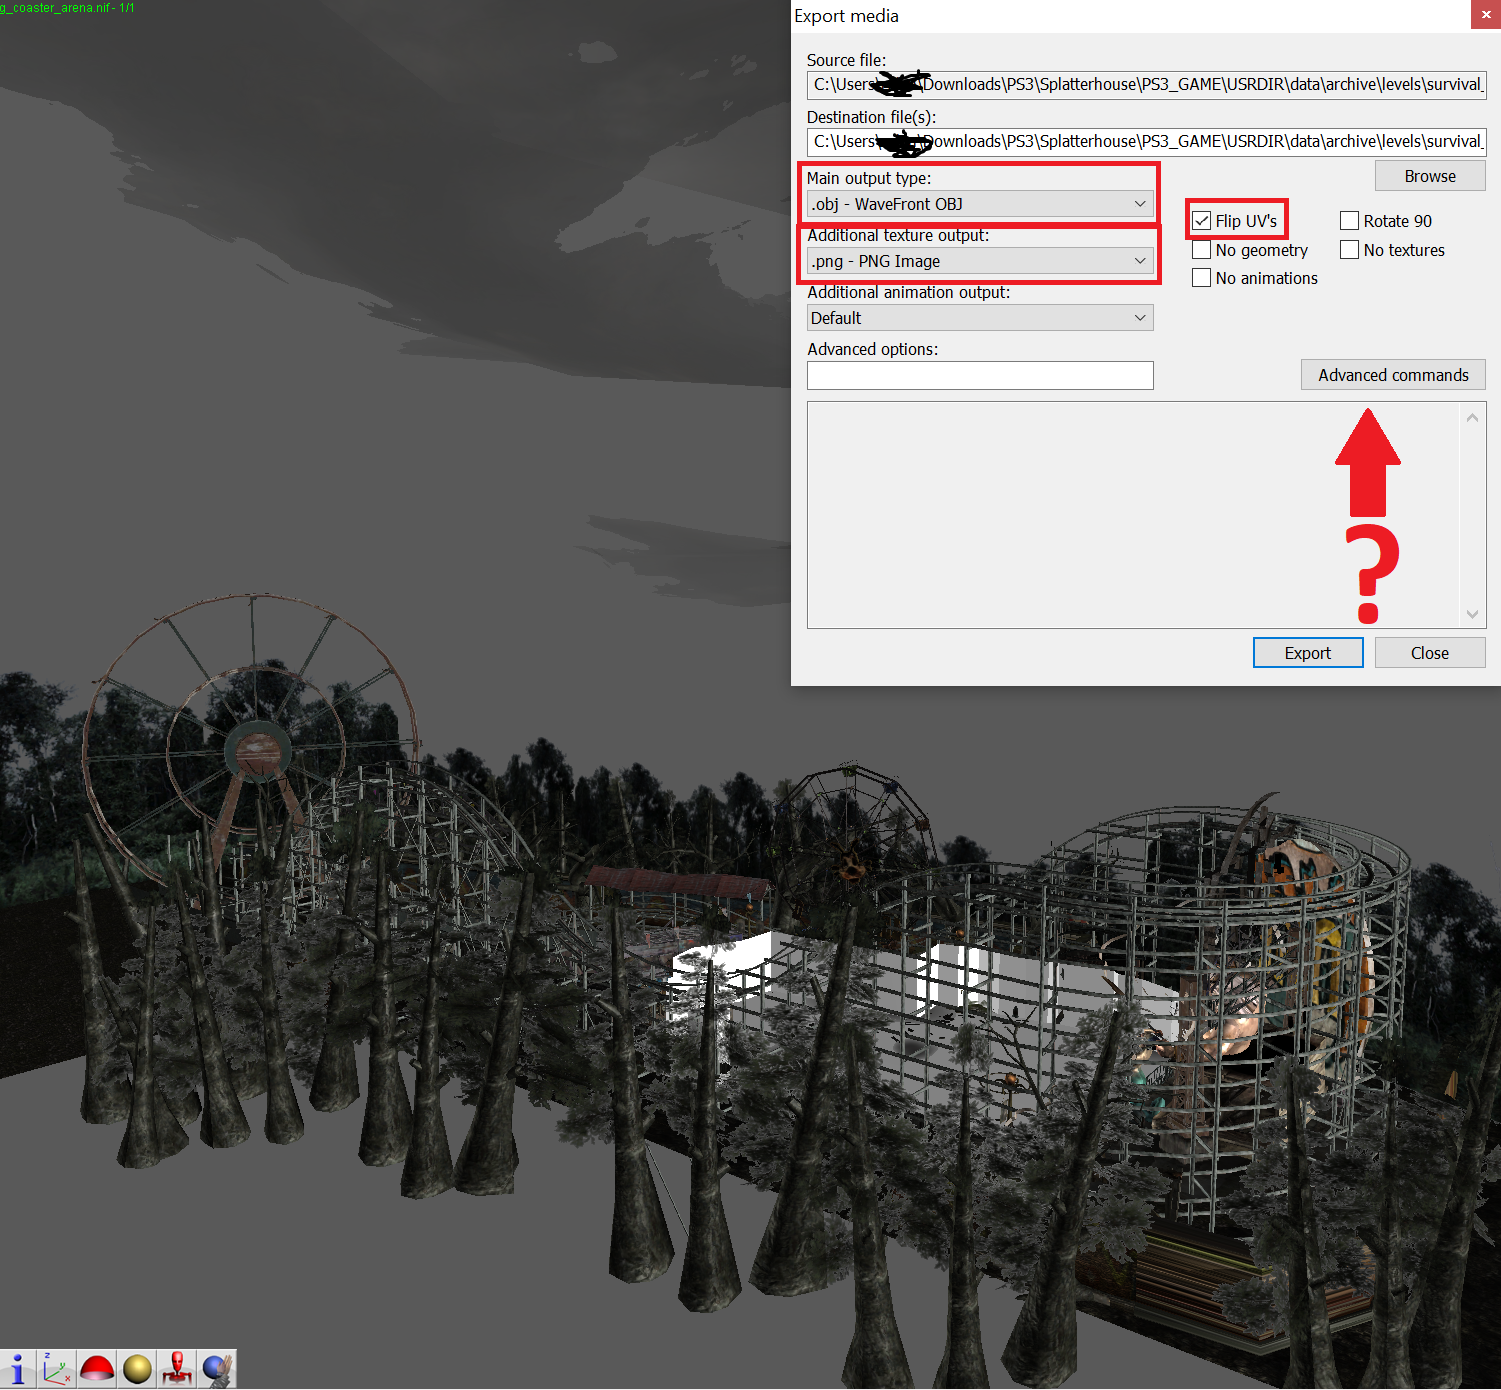 g_coaster_arena.nif - 1/1
Export media
Source file:
C:\Users\ \Downloads\PS3\Splatterhouse\PS3_GAME\USRDIR\data\archive\levels\survival_
Destination file(s):
C:\Users\ \Downloads\PS3\Splatterhouse\PS3_GAME\USRDIR\data\archive\levels\survival_
Browse
Main output type:
.obj - WaveFront OBJ
Flip UV's
Rotate 90
Additional texture output:
.png - PNG Image
No geometry
No textures
No animations
Additional animation output:
Default
Advanced options:
Advanced commands
?
Export
Close
i
z
y
x